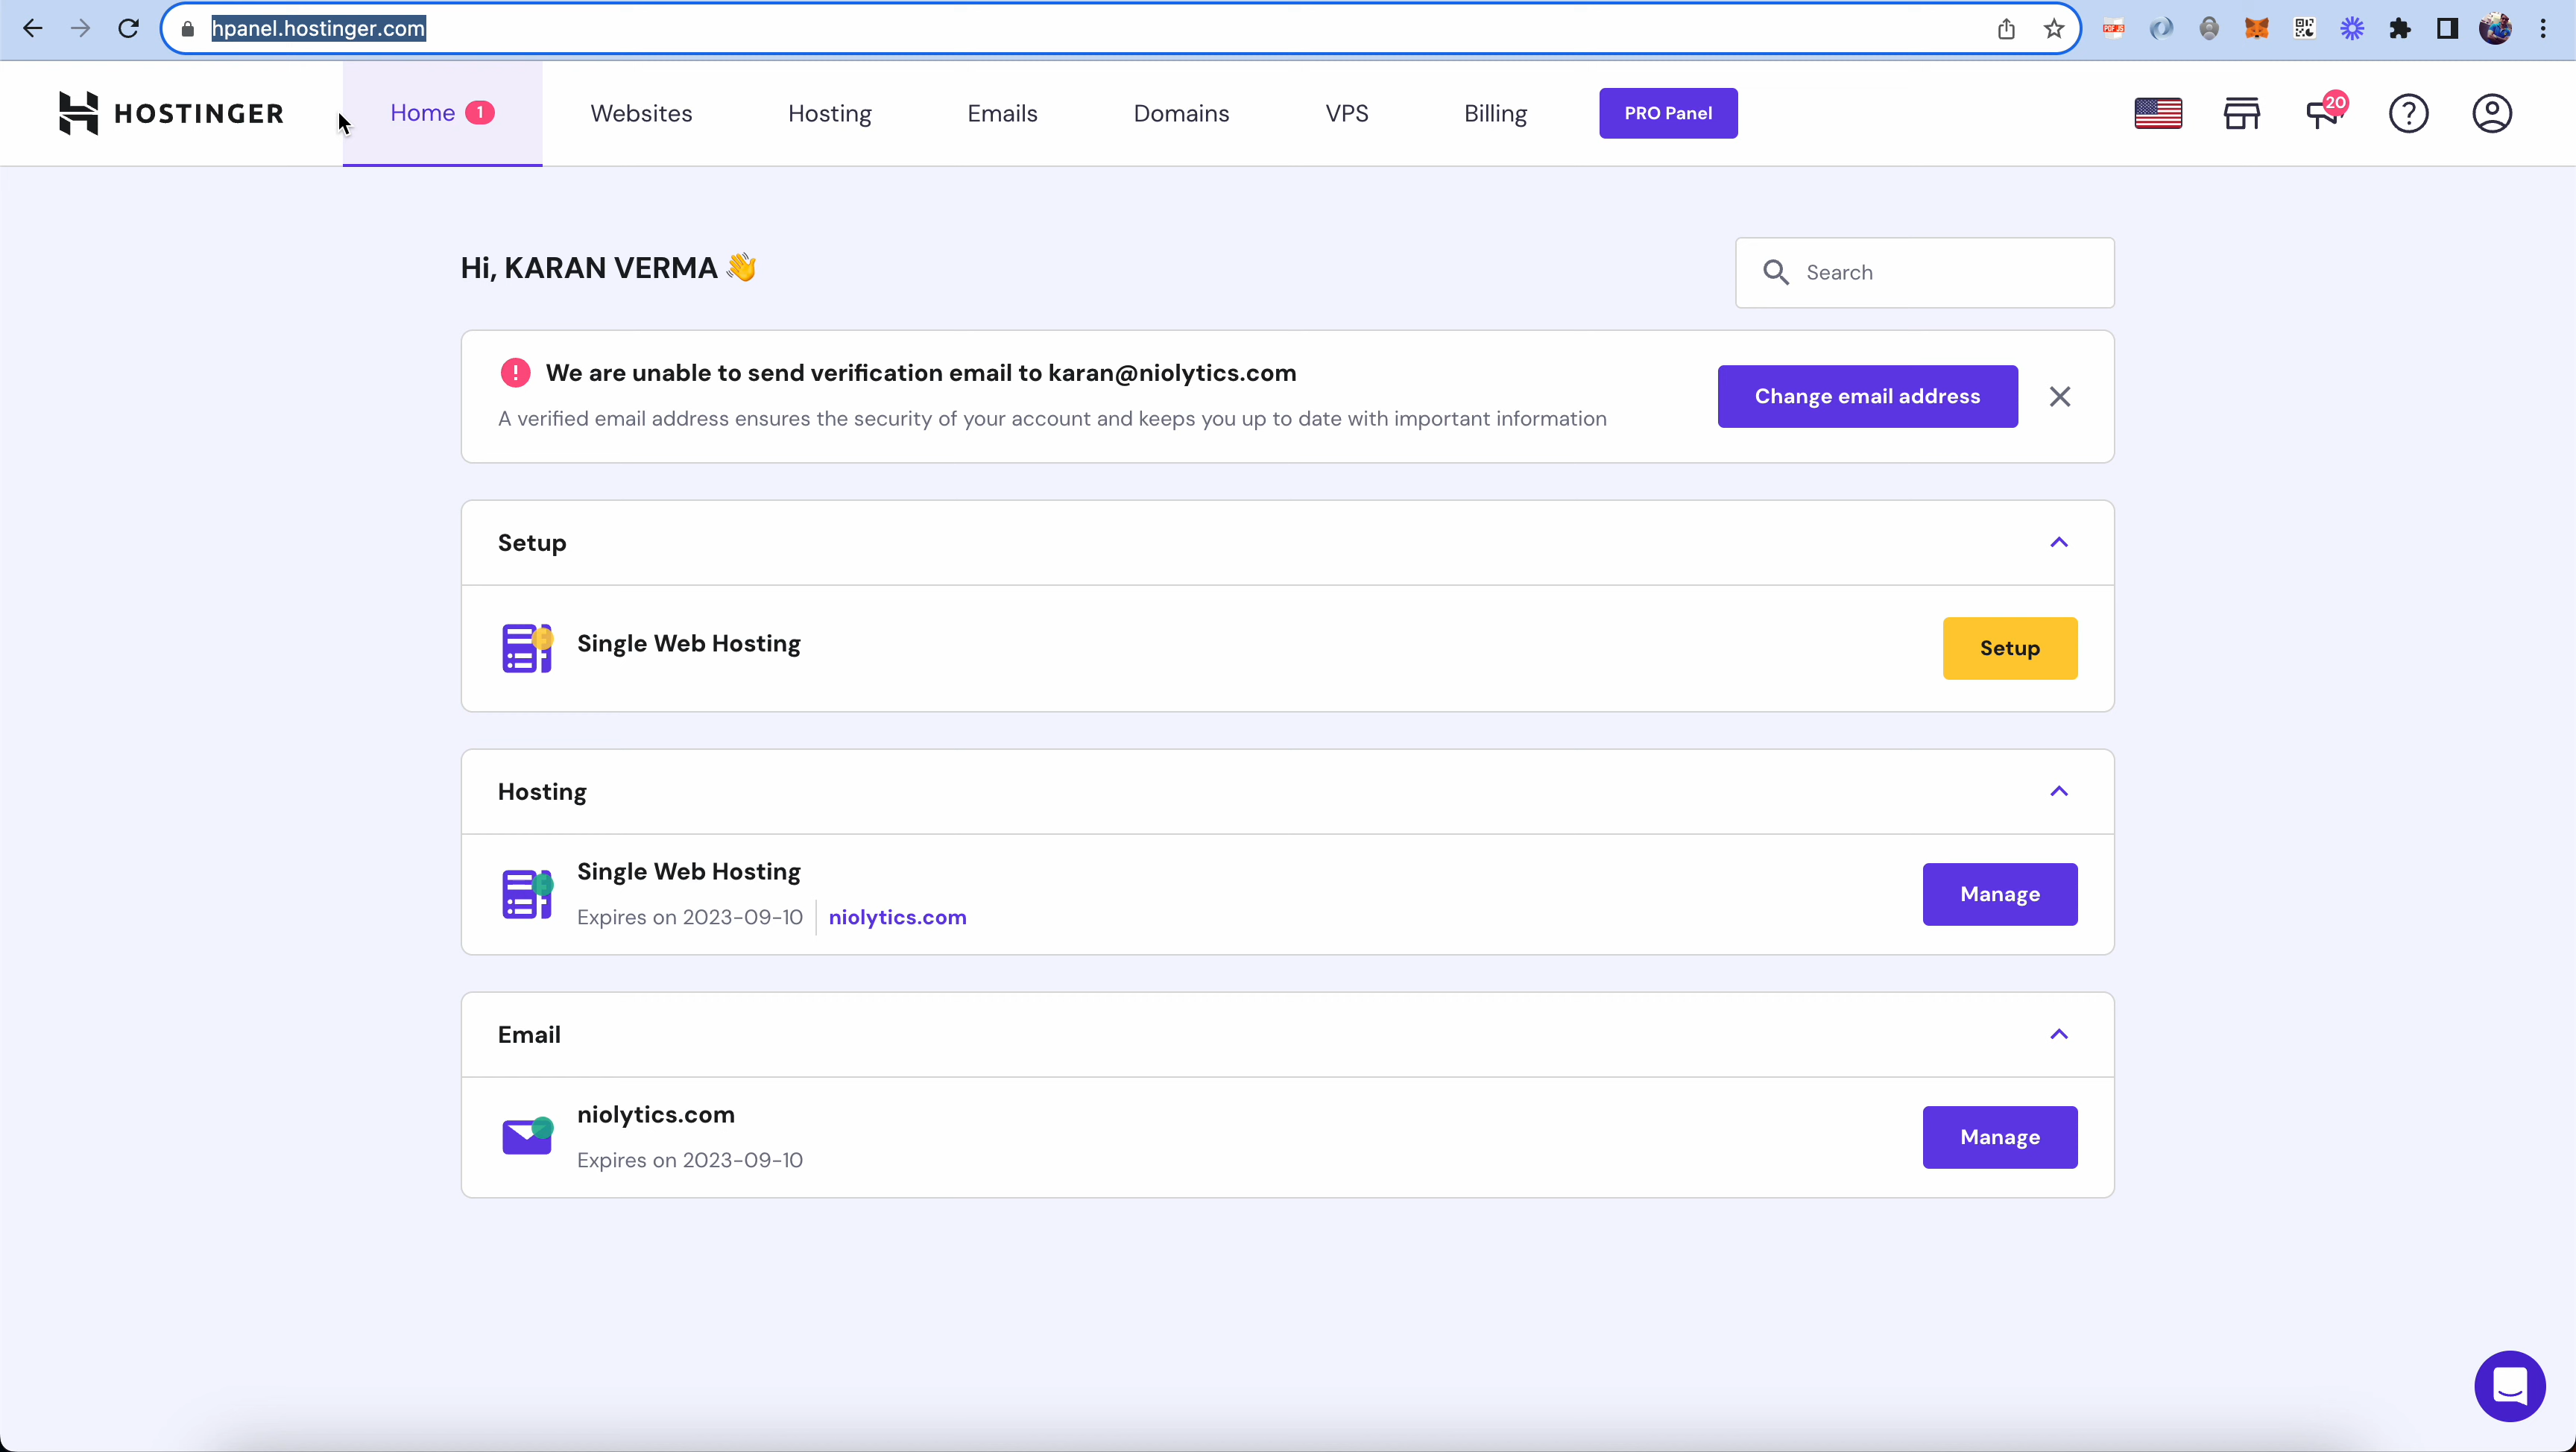 hpanel.hostinger.com
HOSTINGER
Home 1
Websites
Hosting
Emails
Domains
VPS
Billing
PRO Panel
20
Hi, KARAN VERMA 👋
Search
We are unable to send verification email to karan@niolytics.com
A verified email address ensures the security of your account and keeps you up to date with important information
Change email address
Setup
Single Web Hosting
Setup
Hosting
Single Web Hosting
Expires on 2023-09-10
niolytics.com
Manage
Email
niolytics.com
Expires on 2023-09-10
Manage